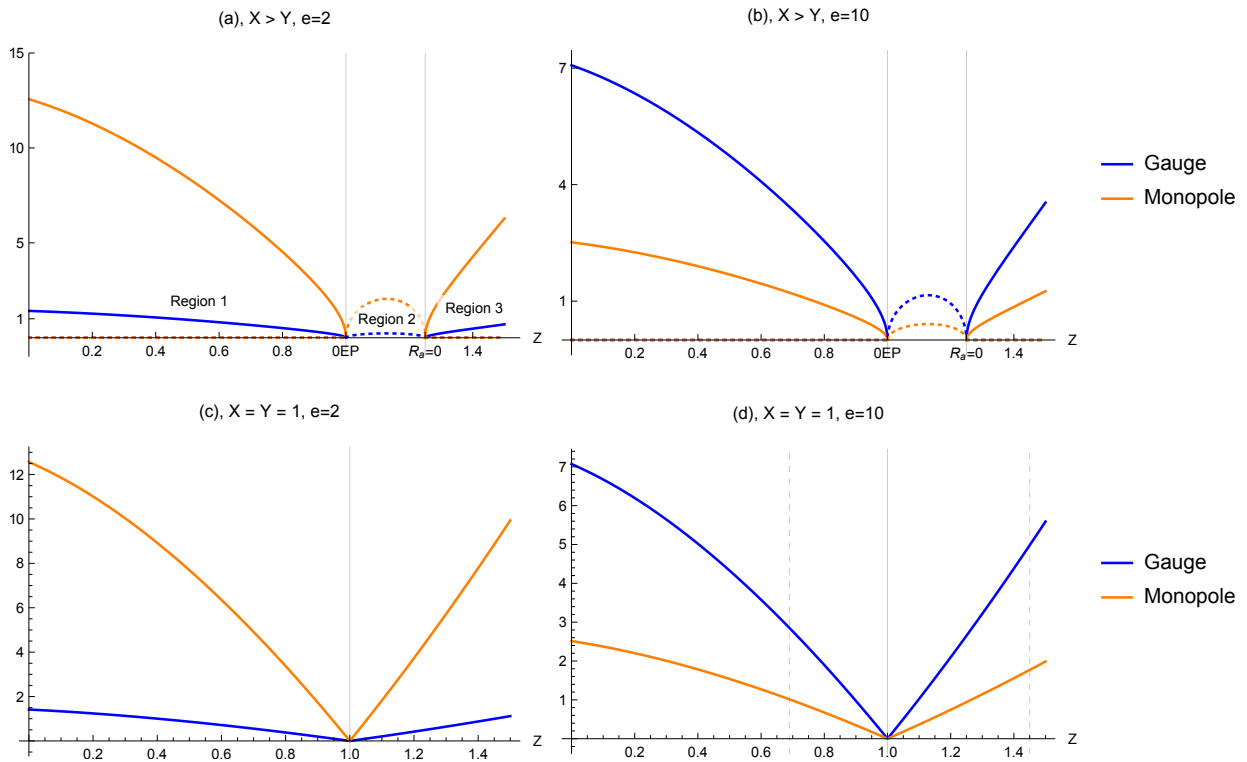 (a), X > Y, e=2
15
10
5
1
Region 1
Region 2
Region 3
0.2
0.4
0.6
0.8
0EP
Rₐ=0
1.4
Z
(b), X > Y, e=10
7
4
1
0.2
0.4
0.6
0.8
0EP
Rₐ=0
1.4
Z
Gauge
Monopole
(c), X = Y = 1, e=2
12
10
8
6
4
2
0.2
0.4
0.6
0.8
1.0
1.2
1.4
Z
(d), X = Y = 1, e=10
7
6
5
4
3
2
1
0.2
0.4
0.6
0.8
1.0
1.2
1.4
Z
Gauge
Monopole